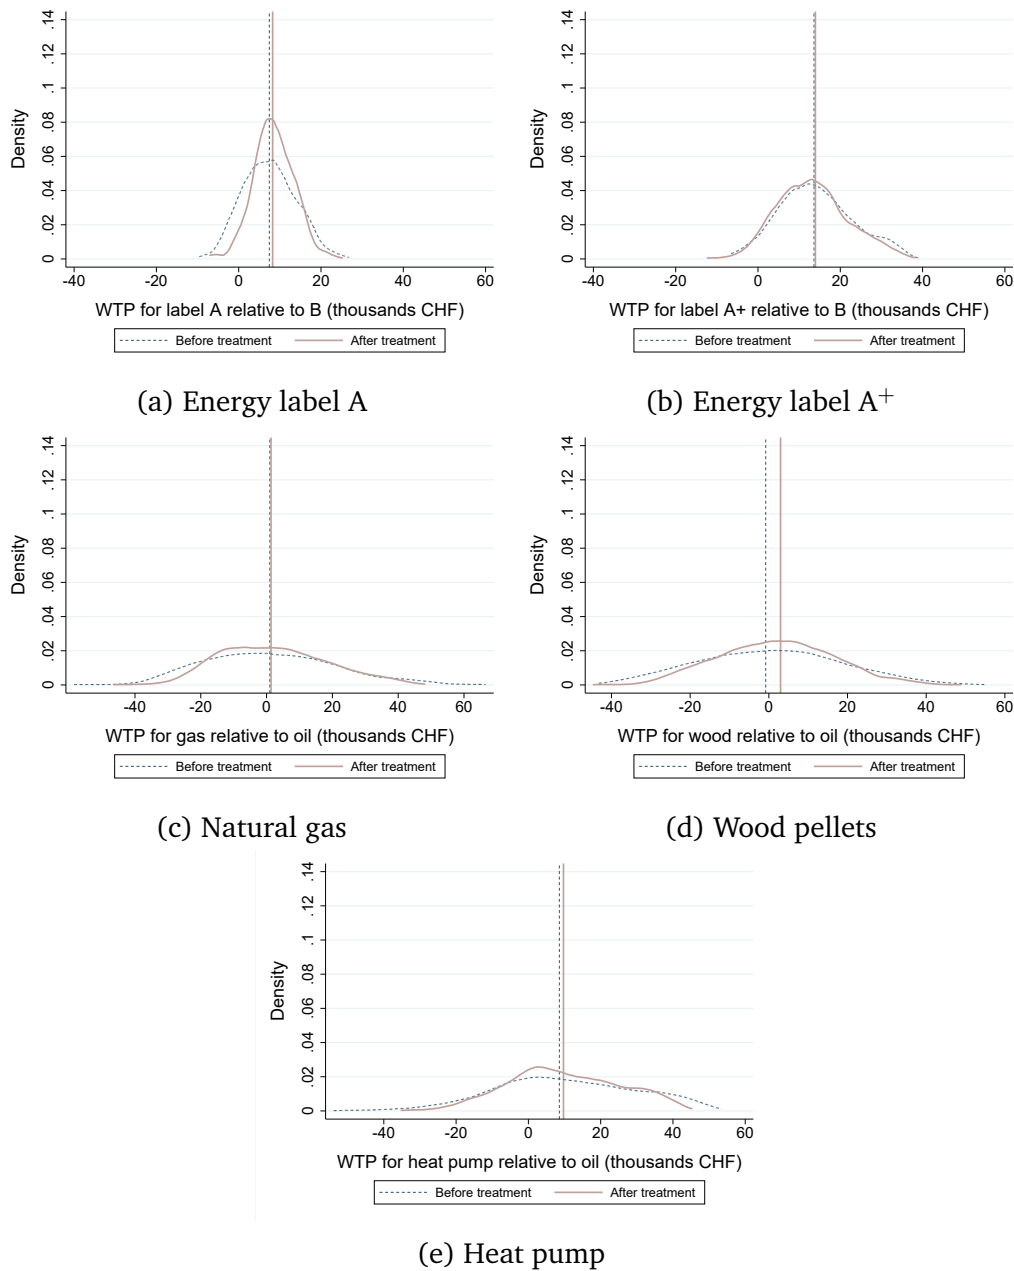 .14
.12
.1
.08
.06
.04
.02
0
Density
-40 -20 0 20 40 60
WTP for label A relative to B (thousands CHF)
Before treatment After treatment
(a) Energy label A
.14
.12
.1
.08
.06
.04
.02
0
Density
-40 -20 0 20 40 60
WTP for label A+ relative to B (thousands CHF)
Before treatment After treatment
(b) Energy label A+
.14
.12
.1
.08
.06
.04
.02
0
Density
-40 -20 0 20 40 60
WTP for gas relative to oil (thousands CHF)
Before treatment After treatment
(c) Natural gas
.14
.12
.1
.08
.06
.04
.02
0
Density
-40 -20 0 20 40 60
WTP for wood relative to oil (thousands CHF)
Before treatment After treatment
(d) Wood pellets
.14
.12
.1
.08
.06
.04
.02
0
Density
-40 -20 0 20 40 60
WTP for heat pump relative to oil (thousands CHF)
Before treatment After treatment
(e) Heat pump